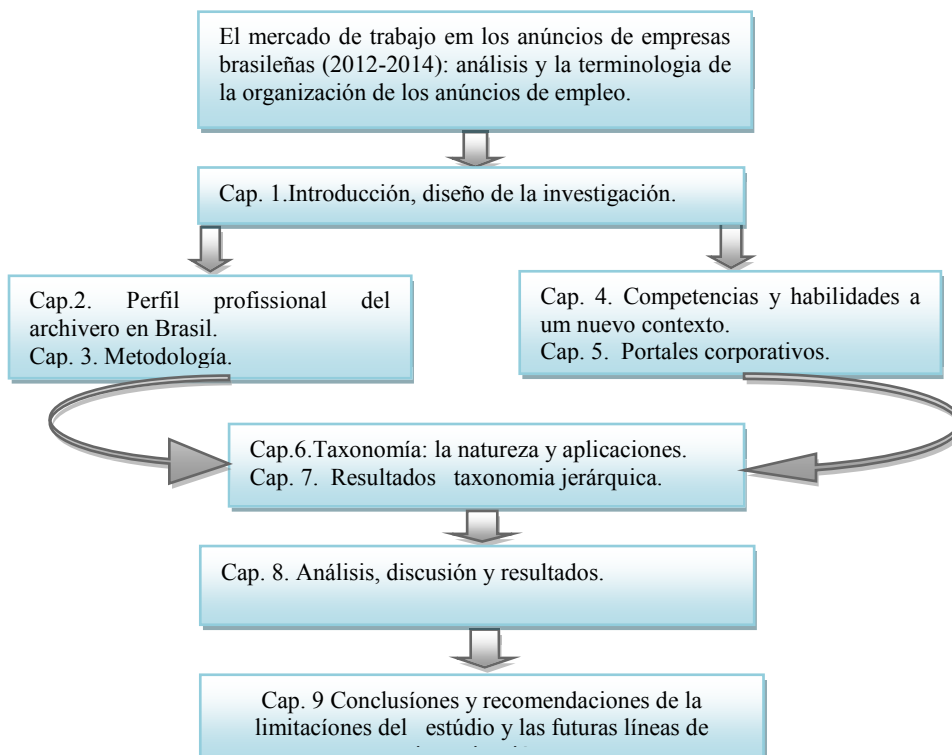 El mercado de trabajo em los anúncios de empresas
brasileñas (2012-2014): análisis y la terminologia de
la organización de los anúncios de empleo.
Cap. 1.Introducción, diseño de la investigación.
Cap.2. Perfil profissional del
archivero en Brasil.
Cap. 3. Metodología.
Cap. 4. Competencias y habilidades a
um nuevo contexto.
Cap. 5. Portales corporativos.
Cap.6.Taxonomía: la natureza y aplicaciones.
Cap. 7. Resultados taxonomia jerárquica.
Cap. 8. Análisis, discusión y resultados.
Cap. 9 Conclusíones y recomendaciones de la
limitacíones del estúdio y las futuras líneas de